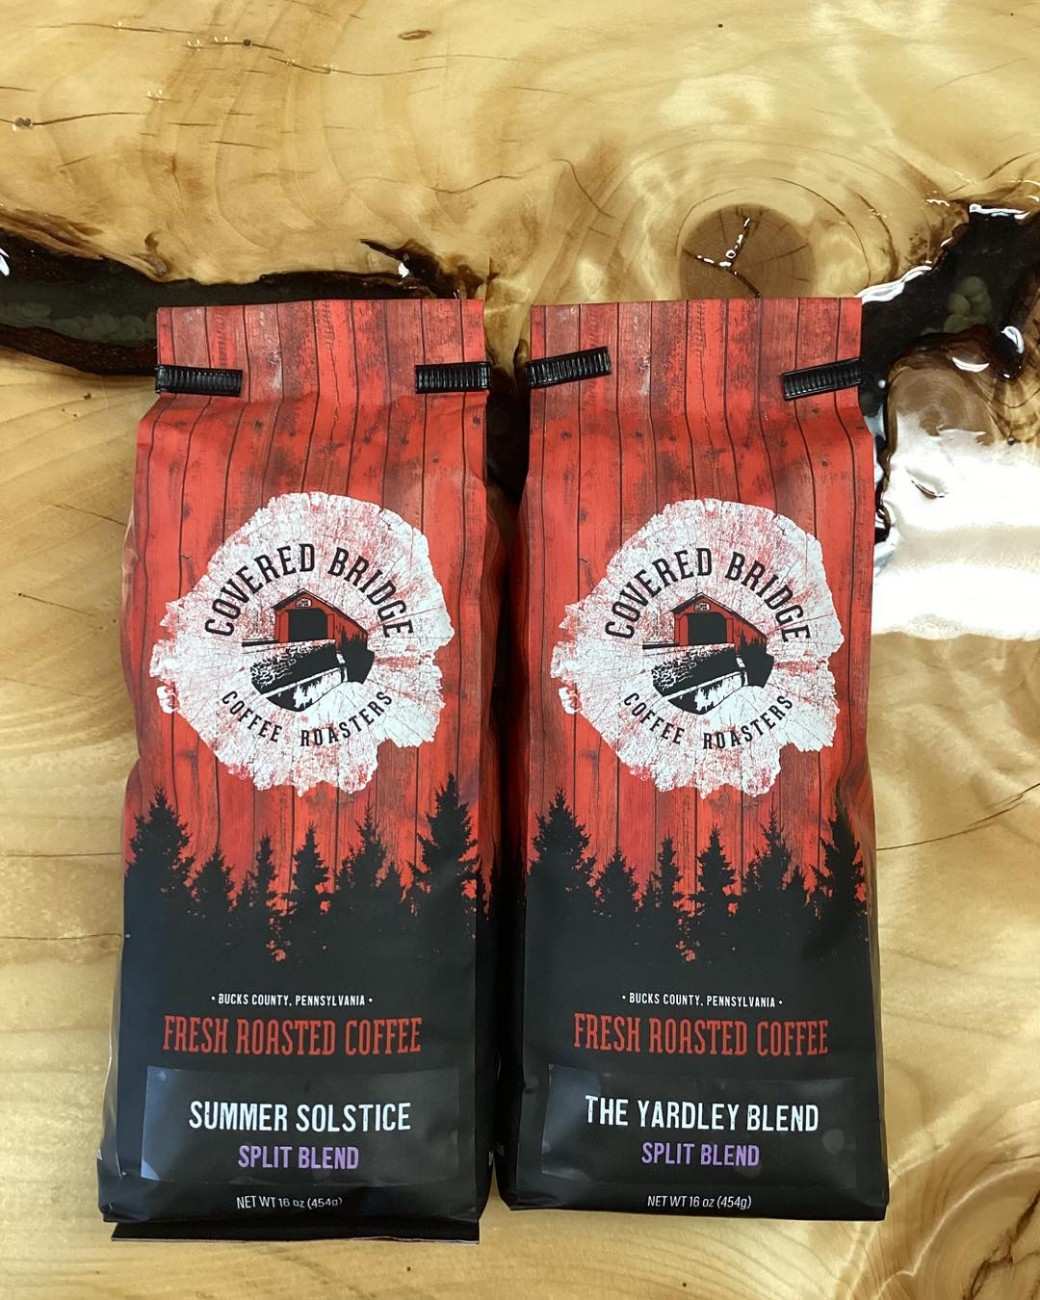 COVERED BRIDGE
COFFEE ROASTERS
• BUCKS COUNTY, PENNSYLVANIA •
FRESH ROASTED COFFEE
SUMMER SOLSTICE
SPLIT BLEND
NET WT 16 oz (454g)
COVERED BRIDGE
COFFEE ROASTERS
• BUCKS COUNTY, PENNSYLVANIA •
FRESH ROASTED COFFEE
THE YARDLEY BLEND
SPLIT BLEND
NET WT 16 oz (454g)